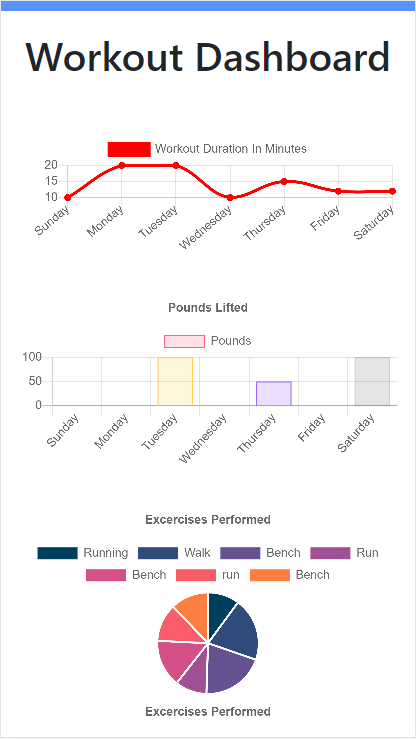 Workout Dashboard
Workout Duration In Minutes
20
15
10
Sunday Monday Tuesday Wednesday Thursday Friday Saturday
Pounds Lifted
Pounds
100
50
0
Sunday Monday Tuesday Wednesday Thursday Friday Saturday
Excercises Performed
Running Walk Bench Run
Bench run Bench
Excercises Performed